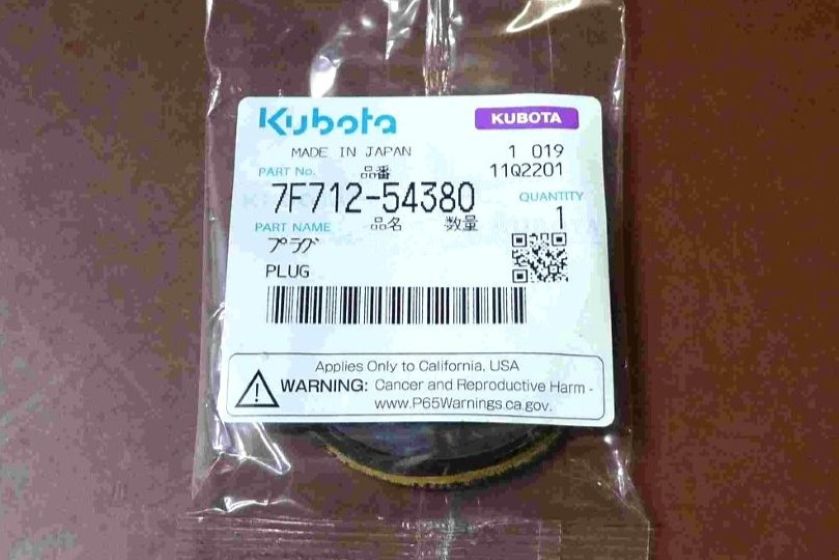 Kubota KUBOTA
MADE IN JAPAN 1 019
PART No. 品番 11Q2201
7F712-54380 QUANTITY
PART NAME 品名 数量 1
プラグ
PLUG
Applies Only to California, USA
WARNING: Cancer and Reproductive Harm -
www.P65Warnings.ca.gov.